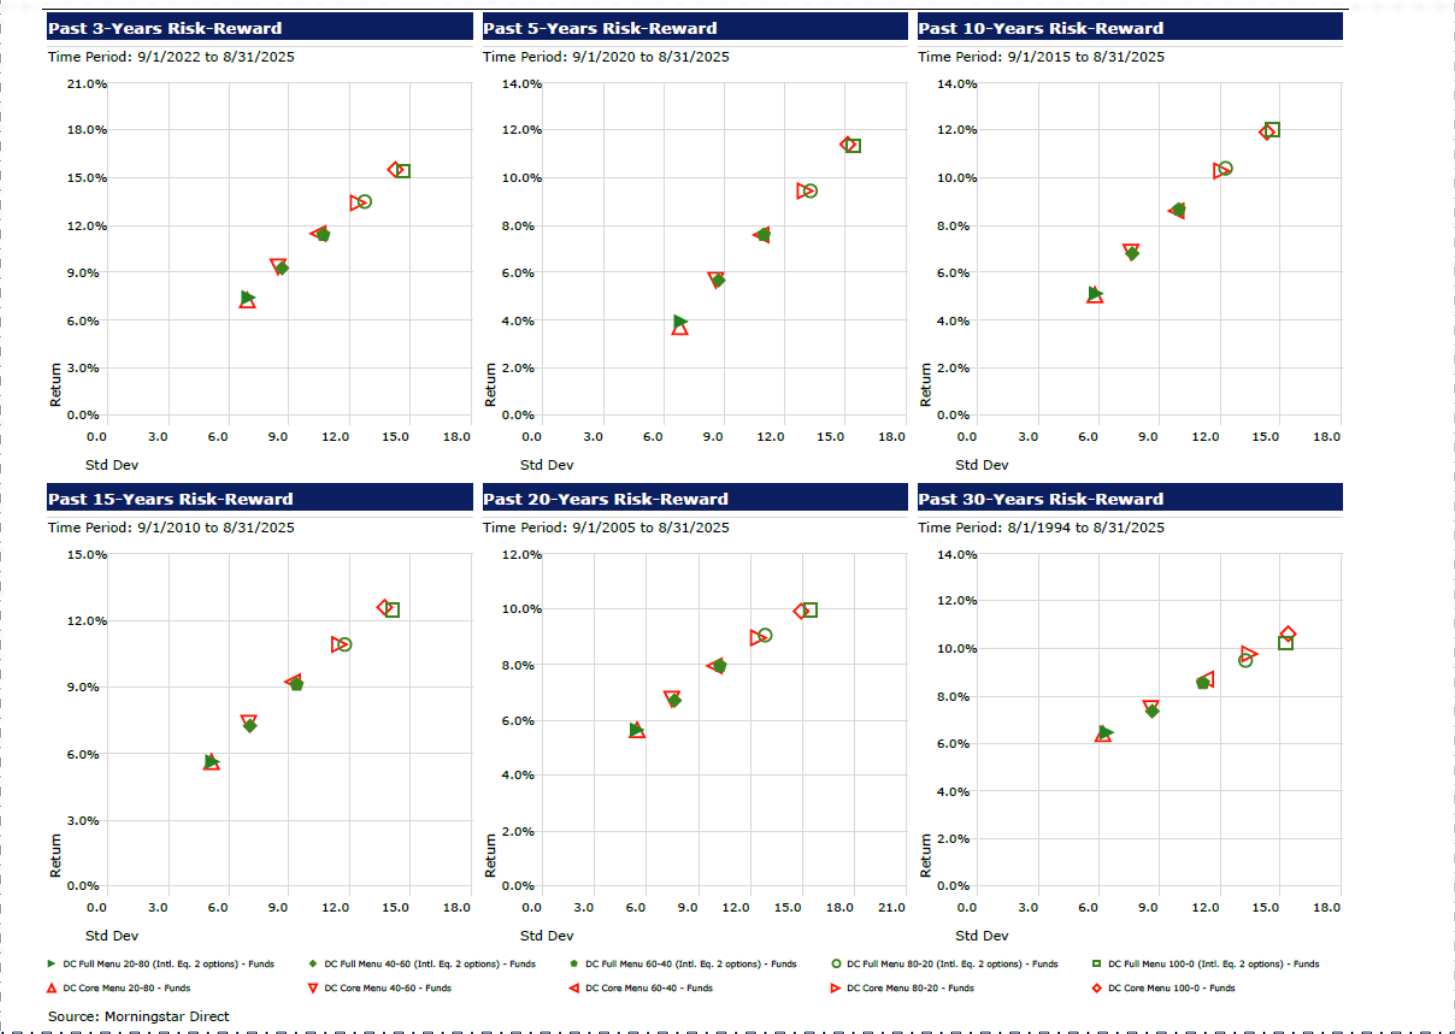 Past 3-Years Risk-Reward
Time Period: 9/1/2022 to 8/31/2025
21.0%
18.0%
15.0%
12.0%
9.0%
6.0%
3.0%
0.0%
Return
0.0 3.0 6.0 9.0 12.0 15.0 18.0
Std Dev
Past 5-Years Risk-Reward
Time Period: 9/1/2020 to 8/31/2025
14.0%
12.0%
10.0%
8.0%
6.0%
4.0%
2.0%
0.0%
Return
0.0 3.0 6.0 9.0 12.0 15.0 18.0
Std Dev
Past 10-Years Risk-Reward
Time Period: 9/1/2015 to 8/31/2025
14.0%
12.0%
10.0%
8.0%
6.0%
4.0%
2.0%
0.0%
Return
0.0 3.0 6.0 9.0 12.0 15.0 18.0
Std Dev
Past 15-Years Risk-Reward
Time Period: 9/1/2010 to 8/31/2025
15.0%
12.0%
9.0%
6.0%
3.0%
0.0%
Return
0.0 3.0 6.0 9.0 12.0 15.0 18.0
Std Dev
Past 20-Years Risk-Reward
Time Period: 9/1/2005 to 8/31/2025
12.0%
10.0%
8.0%
6.0%
4.0%
2.0%
0.0%
Return
0.0 3.0 6.0 9.0 12.0 15.0 18.0 21.0
Std Dev
Past 30-Years Risk-Reward
Time Period: 8/1/1994 to 8/31/2025
14.0%
12.0%
10.0%
8.0%
6.0%
4.0%
2.0%
0.0%
Return
0.0 3.0 6.0 9.0 12.0 15.0 18.0
Std Dev
DC Full Menu 20-80 (Intl. Eq. 2 options) - Funds DC Full Menu 40-60 (Intl. Eq. 2 options) - Funds DC Full Menu 60-40 (Intl. Eq. 2 options) - Funds DC Full Menu 80-20 (Intl. Eq. 2 options) - Funds DC Full Menu 100-0 (Intl. Eq. 2 options) - Funds
DC Core Menu 20-80 - Funds DC Core Menu 40-60 - Funds DC Core Menu 60-40 - Funds DC Core Menu 80-20 - Funds DC Core Menu 100-0 - Funds
Source: Morningstar Direct